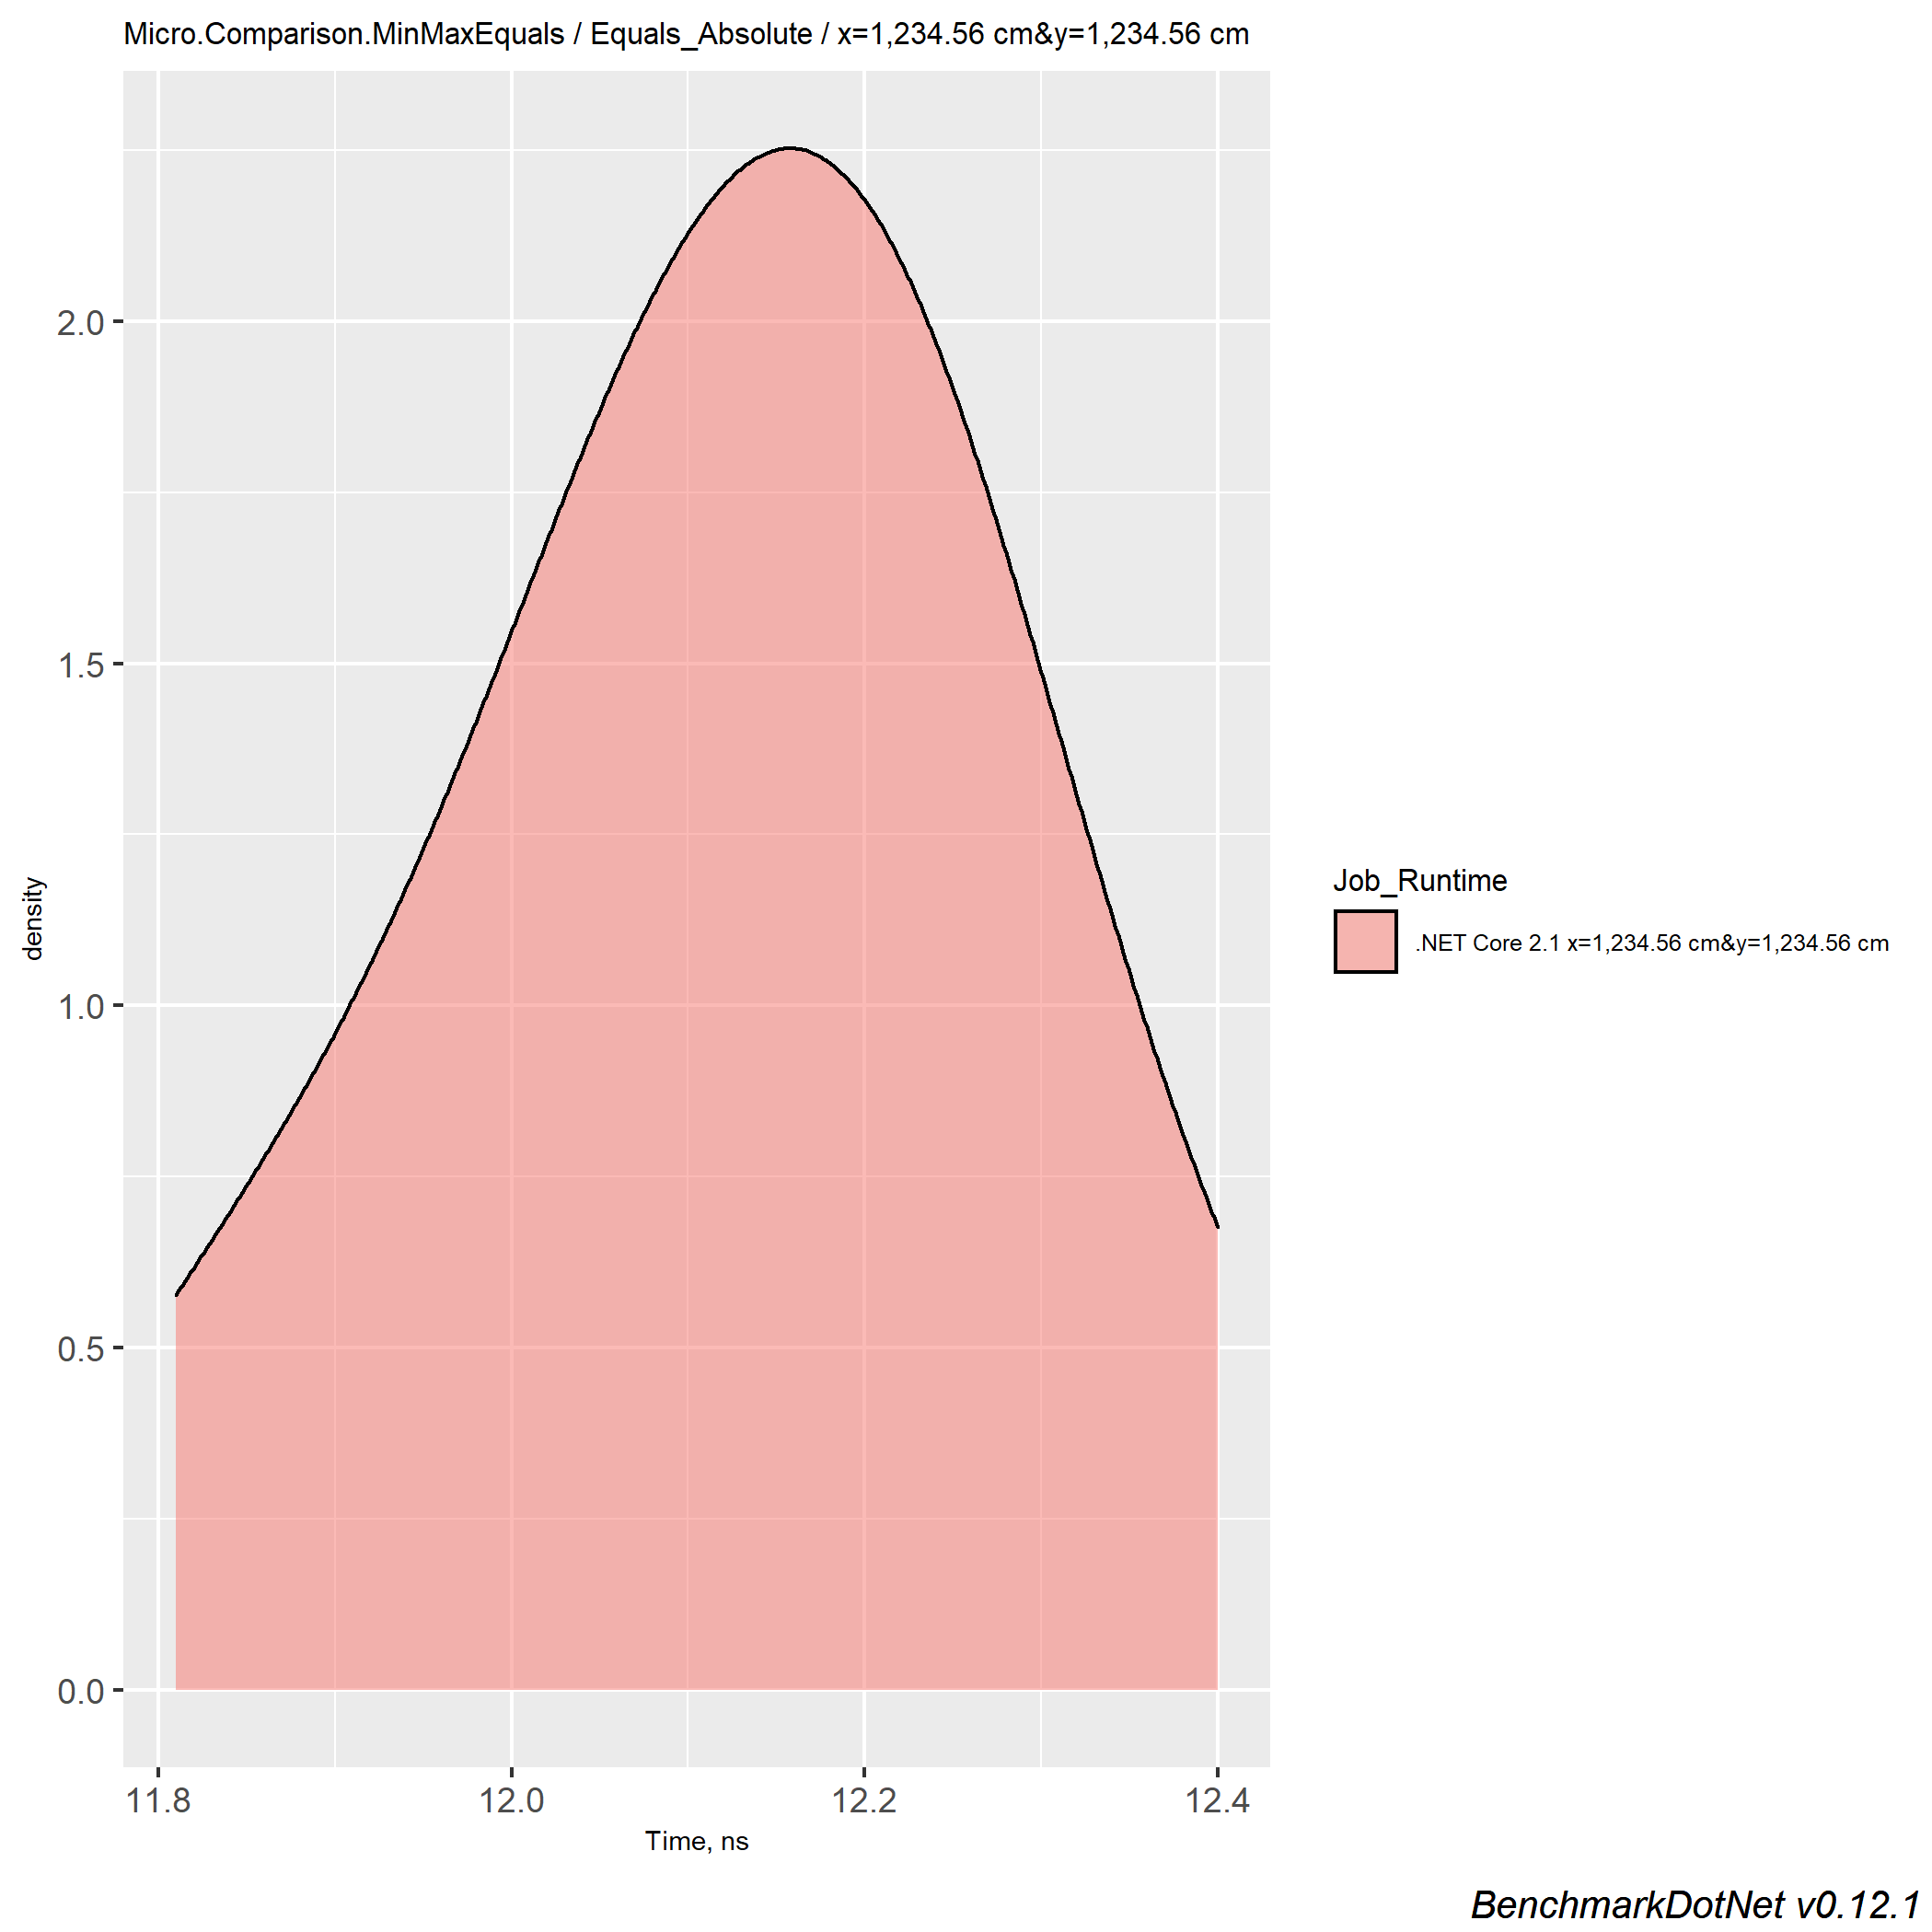 Micro.Comparison.MinMaxEquals / Equals_Absolute / x=1,234.56 cm&y=1,234.56 cm
density
2.0
1.5
1.0
0.5
0.0
11.8 12.0 12.2 12.4
Time, ns
Job_Runtime
.NET Core 2.1 x=1,234.56 cm&y=1,234.56 cm
BenchmarkDotNet v0.12.1